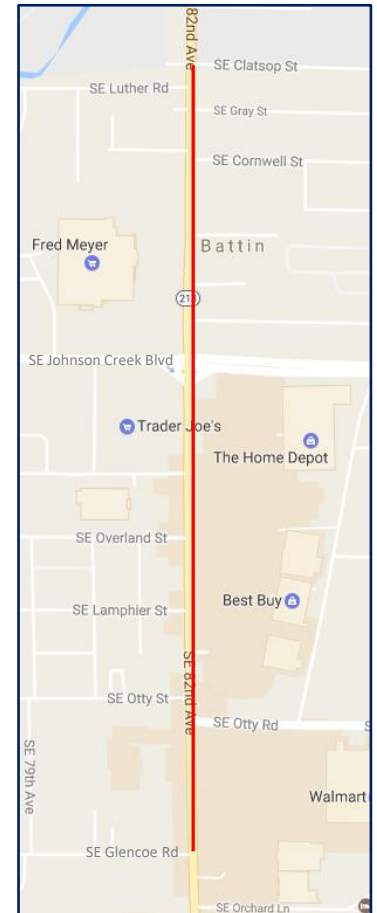 82nd Ave
SE Clatsop St
SE Luther Rd
SE Gray St
SE Cornwell St
Fred Meyer
Battin
SE Johnson Creek Blvd
Trader Joe's
The Home Depot
SE Overland St
Best Buy
SE Lamphier St
SE 82nd Ave
SE Otty St
SE Otty Rd
SE 79th Ave
Walmart
SE Glencoe Rd
SE Orchard Ln